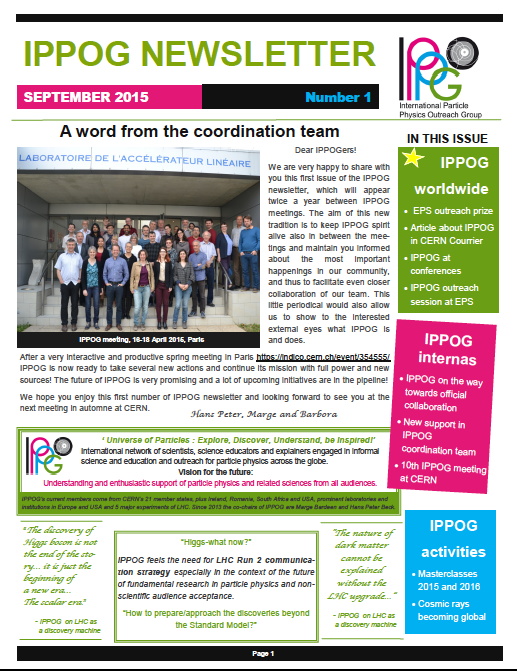 IPPOG NEWSLETTER
SEPTEMBER 2015
Number 1
IPPOG
International Particle
Physics Outreach Group
A word from the coordination team
LABORATOIRE DE L'ACCÉLÉRATEUR LINÉAIRE
IPPOG meeting, 16-18 April 2015, Paris
Dear IPPOGers!
We are very happy to share with
you this first issue of the IPPOG
newsletter, which will appear
twice a year between IPPOG
meetings. The aim of this new
tradition is to keep IPPOG spirit
alive also in between the mee-
tings and maintain you informed
about the most important
happenings in our community,
and thus to facilitate even closer
collaboration of our team. This
little periodical would also allow
us to show to the interested
external eyes what IPPOG is
and does.
After a very interactive and productive spring meeting in Paris https://indico.cern.ch/event/354555/
IPPOG is now ready to take several new actions and continue its mission with full power and new
sources! The future of IPPOG is very promising and a lot of upcoming initiatives are in the pipeline!
We hope you enjoy this first number of IPPOG newsletter and looking forward to see you at the
next meeting in automne at CERN.
Hans Peter, Marge and Barbora
IN THIS ISSUE
IPPOG
worldwide
• EPS outreach prize
• Article about IPPOG
in CERN Courrier
• IPPOG at
conferences
• IPPOG outreach
session at EPS
IPPOG
internas
• IPPOG on the way
towards official
collaboration
• New support in
IPPOG
coordination team
• 10th IPPOG meeting
at CERN
IPPOG
activities
• Masterclasses
2015 and 2016
• Cosmic rays
becoming global
IPPOG
' Universe of Particles : Explore, Discover, Understand, be Inspired!'
International network of scientists, science educators and explainers engaged in informal
science and education and outreach for particle physics across the globe.
Vision for the future:
Understanding and enthusiastic support of particle physics and related sciences from all audiences.
IPPOG's current members come from CERN's 21 member states, plus Ireland, Romania, South Africa and USA, prominent laboratories and
institutions in Europe and USA and 5 major experiments of LHC. Since 2013 the co-chairs of IPPOG are Marge Bardeen and Hans Peter Beck.
"The discovery of
Higgs boson is not
the end of the sto-
ry... it is just the
beginning of
a new era...
The scalar era."
~ IPPOG on LHC as
a discovery machine
"Higgs-what now?"
IPPOG feels the need for LHC Run 2 communica-
tion strategy especially in the context of the future
of fundamental research in particle physics and non-
scientific audience acceptance.
"How to prepare/approach the discoveries beyond
the Standard Model?"
"The nature of
dark matter
cannot be
explained
without the
LHC upgrade..."
~ IPPOG on LHC as
a discovery machine
Page 1